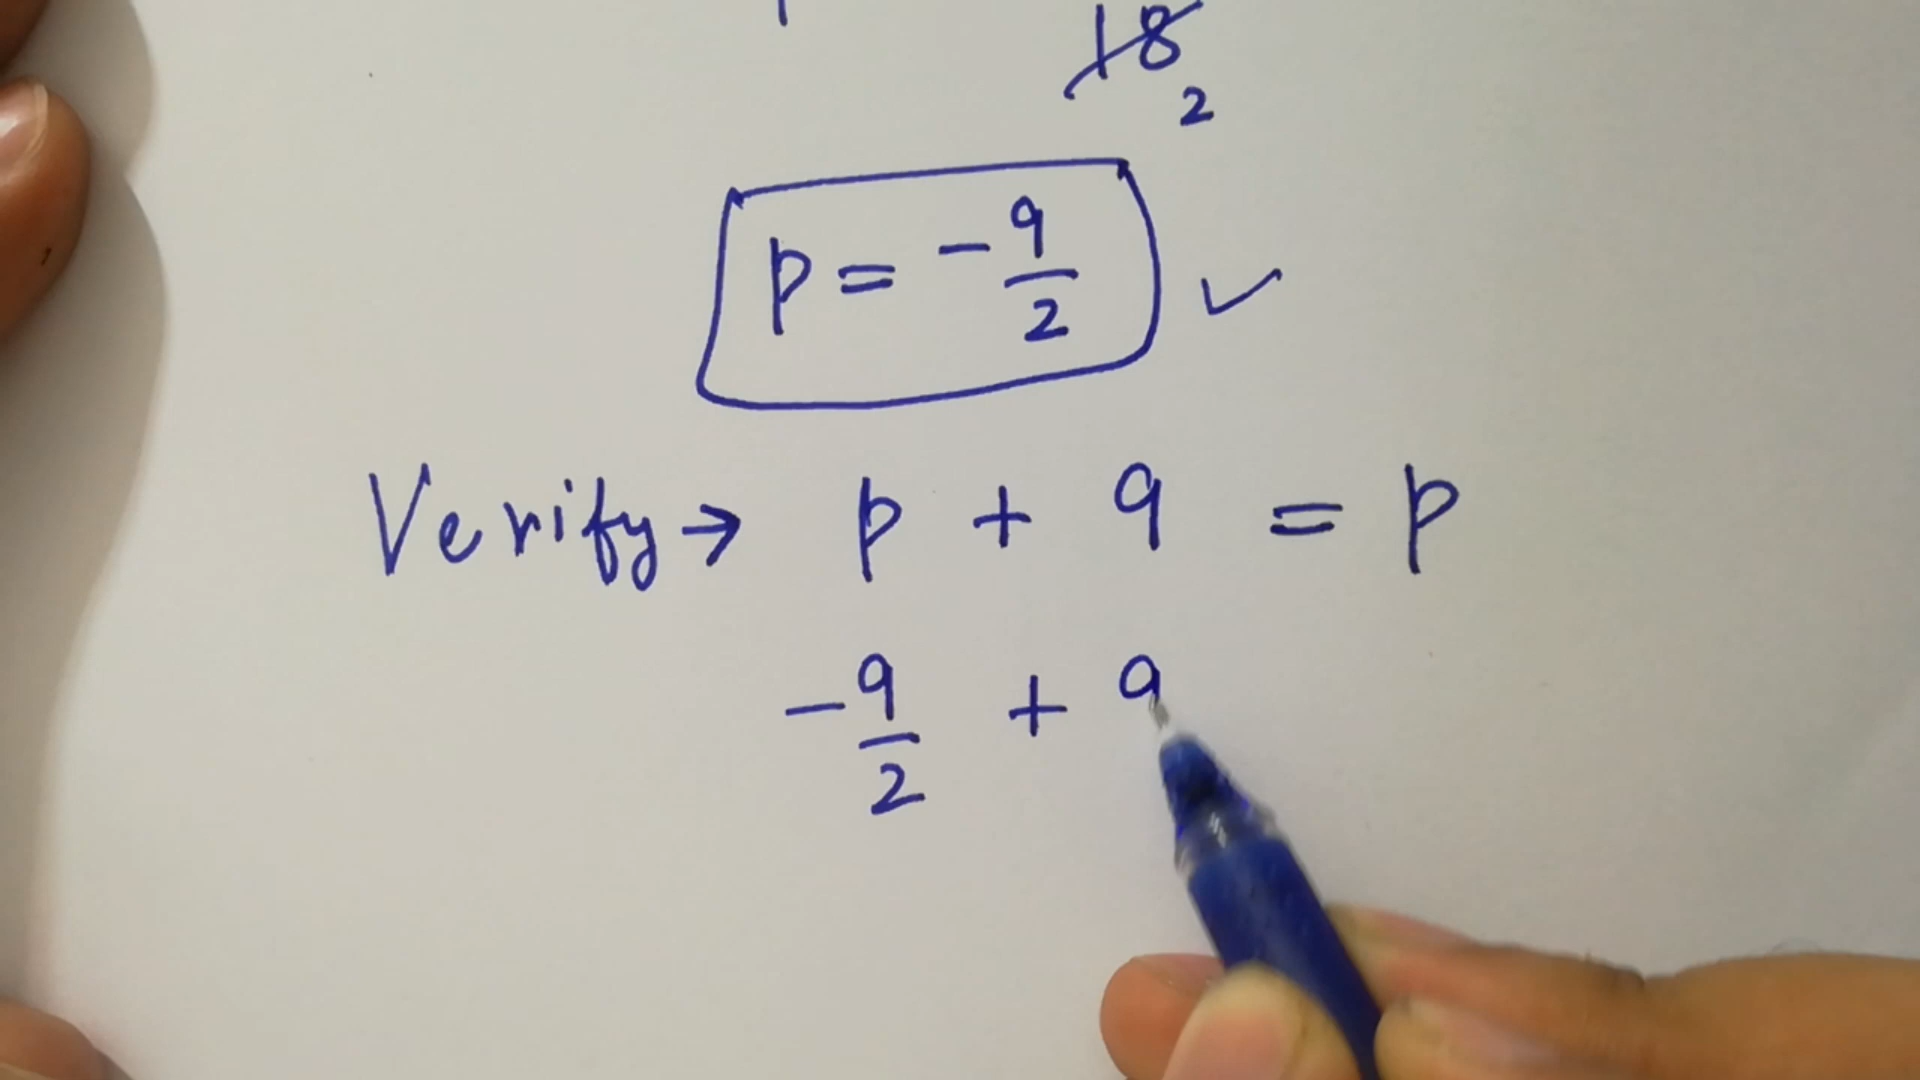 18
2
p = -9/2 ✓
Verify → p + 9 = p
-9/2 + 9